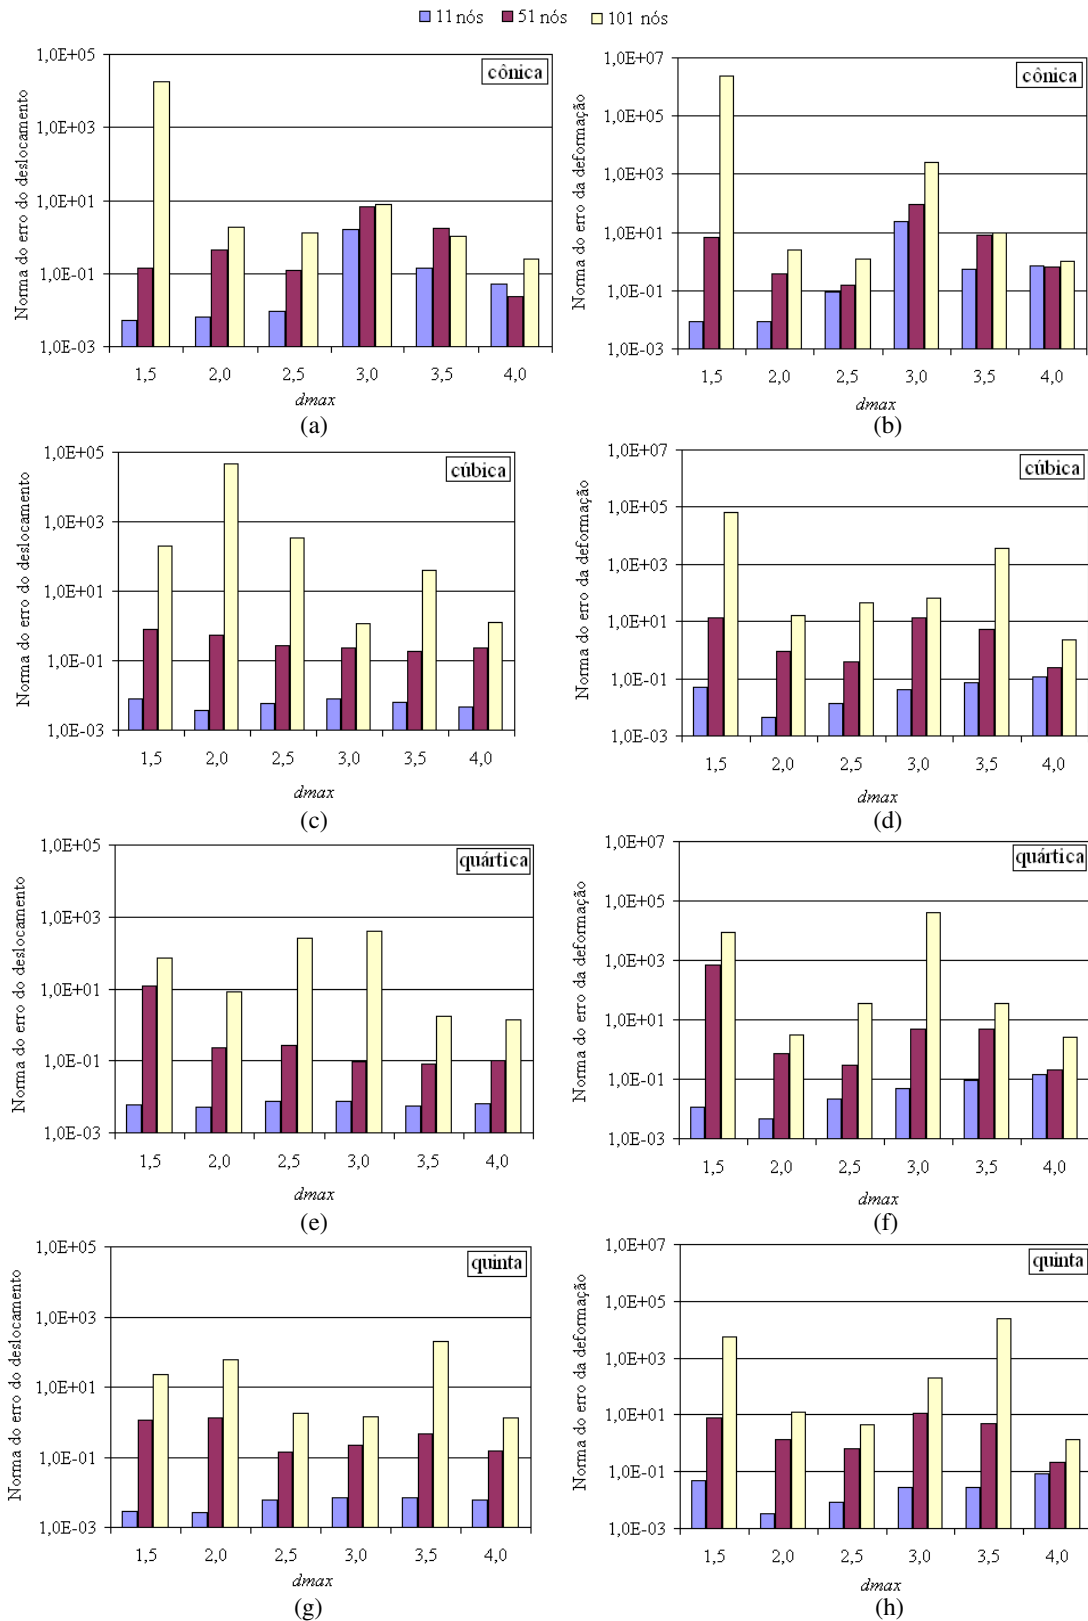 11 nós 51 nós 101 nós
Norma do erro do deslocamento
1,0E+05
1,0E+03
1,0E+01
1,0E-01
1,0E-03
cônica
1,5 2,0 2,5 3,0 3,5 4,0
dmax
(a)
Norma do erro da deformação
1,0E+07
1,0E+05
1,0E+03
1,0E+01
1,0E-01
1,0E-03
cônica
1,5 2,0 2,5 3,0 3,5 4,0
dmax
(b)
Norma do erro do deslocamento
1,0E+05
1,0E+03
1,0E+01
1,0E-01
1,0E-03
cúbica
1,5 2,0 2,5 3,0 3,5 4,0
dmax
(c)
Norma do erro da deformação
1,0E+07
1,0E+05
1,0E+03
1,0E+01
1,0E-01
1,0E-03
cúbica
1,5 2,0 2,5 3,0 3,5 4,0
dmax
(d)
Norma do erro do deslocamento
1,0E+05
1,0E+03
1,0E+01
1,0E-01
1,0E-03
quártica
1,5 2,0 2,5 3,0 3,5 4,0
dmax
(e)
Norma do erro da deformação
1,0E+07
1,0E+05
1,0E+03
1,0E+01
1,0E-01
1,0E-03
quártica
1,5 2,0 2,5 3,0 3,5 4,0
dmax
(f)
Norma do erro do deslocamento
1,0E+05
1,0E+03
1,0E+01
1,0E-01
1,0E-03
quinta
1,5 2,0 2,5 3,0 3,5 4,0
dmax
(g)
Norma do erro da deformação
1,0E+07
1,0E+05
1,0E+03
1,0E+01
1,0E-01
1,0E-03
quinta
1,5 2,0 2,5 3,0 3,5 4,0
dmax
(h)